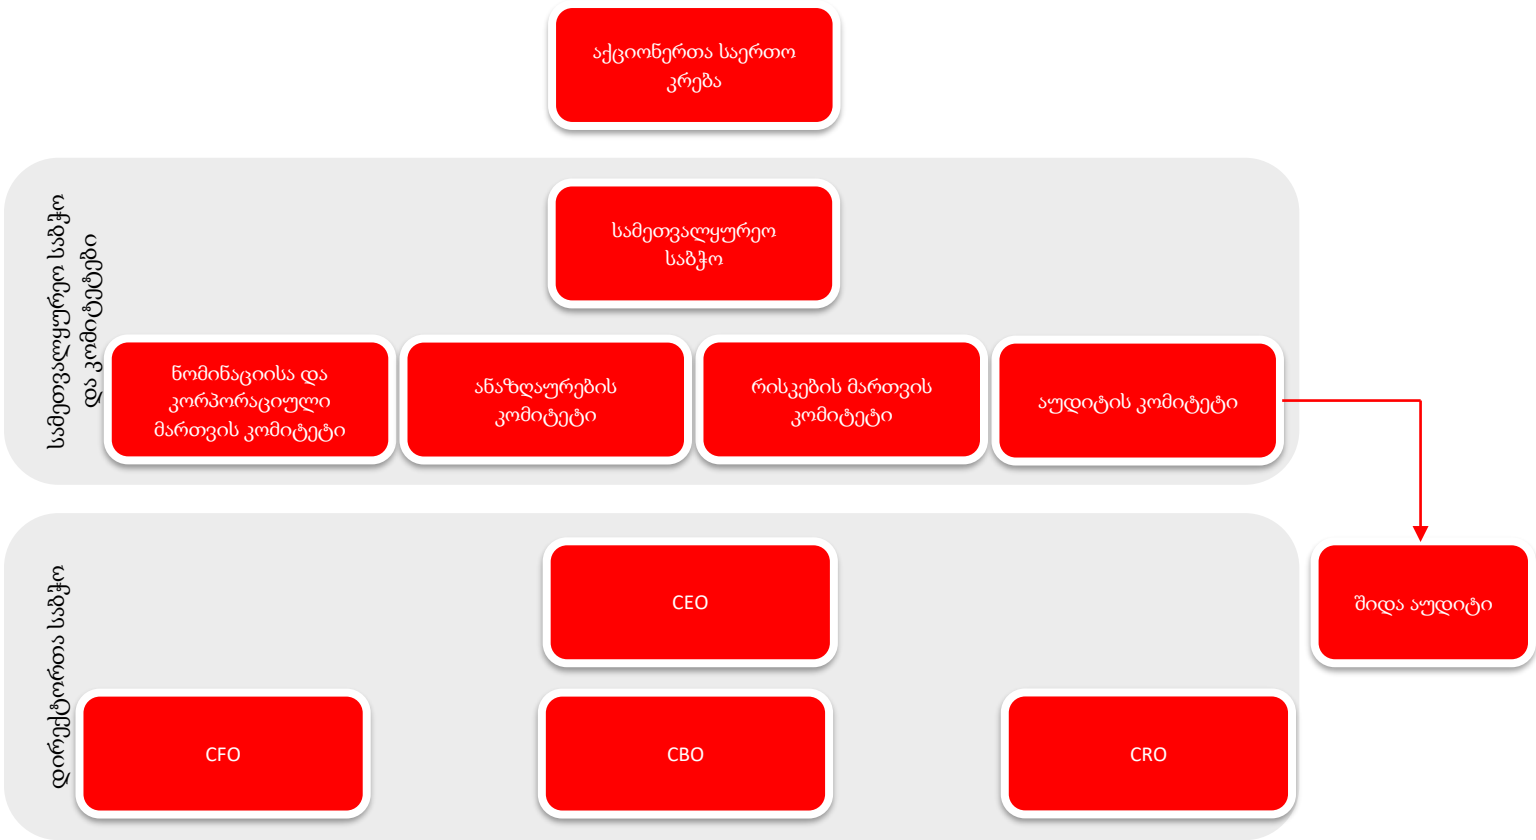 აქციონერთა საერთო
კრება
სამეთვალყურეო საბჭო
და კომიტეტები
სამეთვალყურეო
საბჭო
ნომინაციისა და
კორპორაციული
მართვის კომიტეტი
ანაზღაურების
კომიტეტი
რისკების მართვის
კომიტეტი
აუდიტის კომიტეტი
დირექტორთა საბჭო
CEO
შიდა აუდიტი
CFO
CBO
CRO